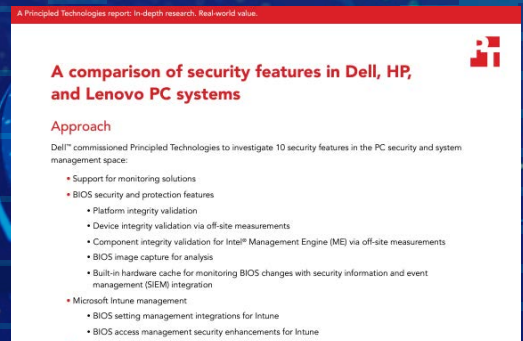 A Principled Technologies report: In-depth research. Real-world value.
PT
A comparison of security features in Dell, HP,
and Lenovo PC systems
Approach
Dell™ commissioned Principled Technologies to investigate 10 security features in the PC security and system
management space:
• Support for monitoring solutions
• BIOS security and protection features
• Platform integrity validation
• Device integrity validation via off-site measurements
• Component integrity validation for Intel® Management Engine (ME) via off-site measurements
• BIOS image capture for analysis
• Built-in hardware cache for monitoring BIOS changes with security information and event
management (SIEM) integration
• Microsoft Intune management
• BIOS setting management integrations for Intune
• BIOS access management security enhancements for Intune